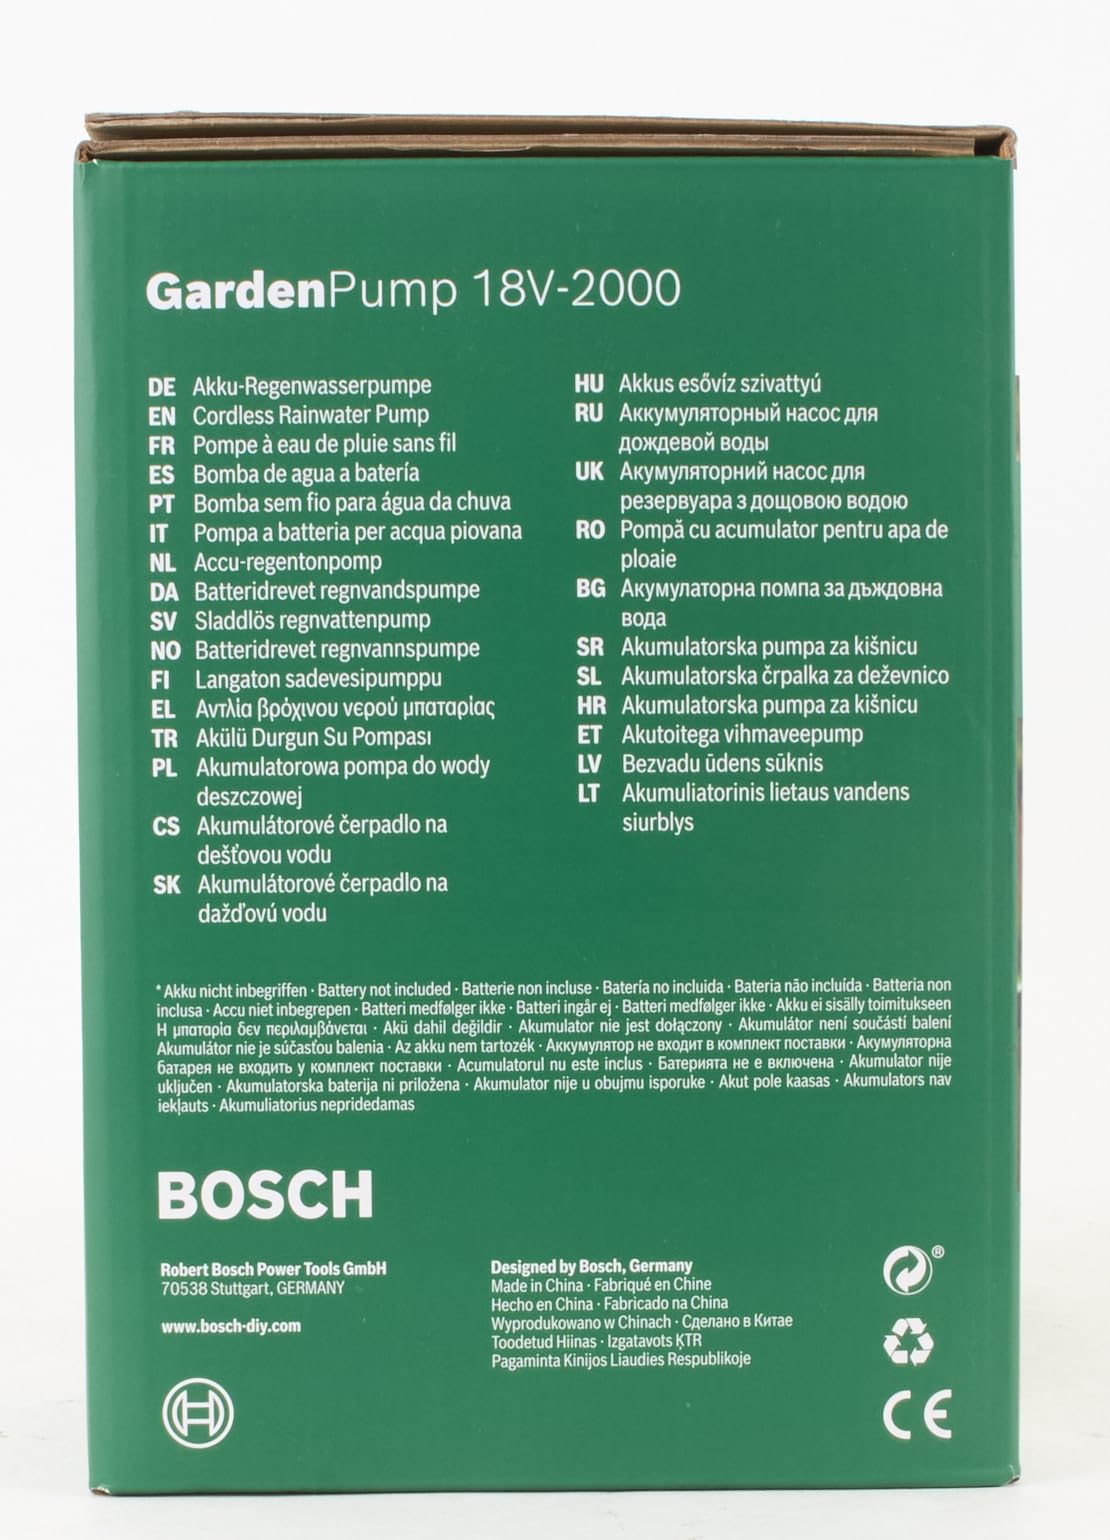 GardenPump 18V-2000
DE Akku-Regenwasserpumpe
EN Cordless Rainwater Pump
FR Pompe à eau de pluie sans fil
ES Bomba de agua a batería
PT Bomba sem fio para água da chuva
IT Pompa a batteria per acqua piovana
NL Accu-regentonpomp
DA Batteridrevet regnvandspumpe
SV Sladdlös regnvattenpump
NO Batteridrevet regnvannspumpe
FI Langaton sadevesipumppu
EL Αντλία βρόχινου νερού μπαταρίας
TR Akülü Durgun Su Pompası
PL Akumulatorowa pompa do wody
deszczowej
CS Akumulátorové čerpadlo na
dešťovou vodu
SK Akumulátorové čerpadlo na
dažďovú vodu
HU Akkus esővíz szivattyú
RU Аккумуляторный насос для
дождевой воды
UK Акумуляторний насос для
резервуара з дощовою водою
RO Pompă cu acumulator pentru apa de
ploaie
BG Акумулаторна помпа за дъждовна
вода
SR Akumulatorska pumpa za kišnicu
SL Akumulatorska črpalka za deževnico
HR Akumulatorska pumpa za kišnicu
ET Akutoitega vihmaveepump
LV Bezvadu ūdens sūknis
LT Akumuliatorinis lietaus vandens
siurblys
* Akku nicht inbegriffen · Battery not included · Batterie non incluse · Batería no incluida · Bateria não incluída · Batteria non
inclusa · Accu niet inbegrepen · Batteri medfølger ikke · Batteri ingår ej · Batteri medfølger ikke · Akku ei sisälly toimitukseen
Η μπαταρία δεν περιλαμβάνεται · Akü dahil değildir · Akumulator nie jest dołączony · Akumulátor není součástí balení
Akumulátor nie je súčasťou balenia · Az akku nem tartozék · Аккумулятор не входит в комплект поставки · Акумуляторна
батарея не входить у комплект поставки · Acumulatorul nu este inclus · Батерията не е включена · Akumulator nije
uključen · Akumulatorska baterija ni priložena · Akumulator nije u obujmu isporuke · Akut pole kaasas · Akumulators nav
iekļauts · Akumuliatorius nepridedamas
BOSCH
Robert Bosch Power Tools GmbH
70538 Stuttgart, GERMANY
www.bosch-diy.com
Designed by Bosch, Germany
Made in China · Fabriqué en Chine
Hecho en China · Fabricado na China
Wyprodukowano w Chinach · Сделано в Китае
Toodetud Hiinas · Izgatavots ĶTR
Pagaminta Kinijos Liaudies Respublikoje
®
CE